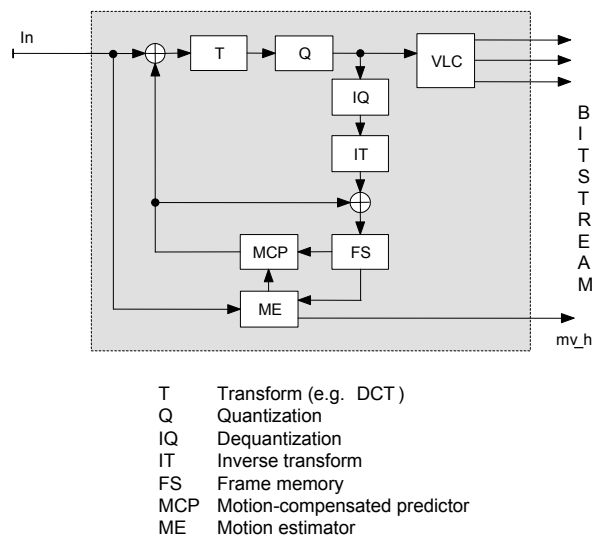 In
T
Q
VLC
IQ
IT
MCP
FS
ME
BITSTREAM
mv_h
T Transform (e.g. DCT)
Q Quantization
IQ Dequantization
IT Inverse transform
FS Frame memory
MCP Motion-compensated predictor
ME Motion estimator